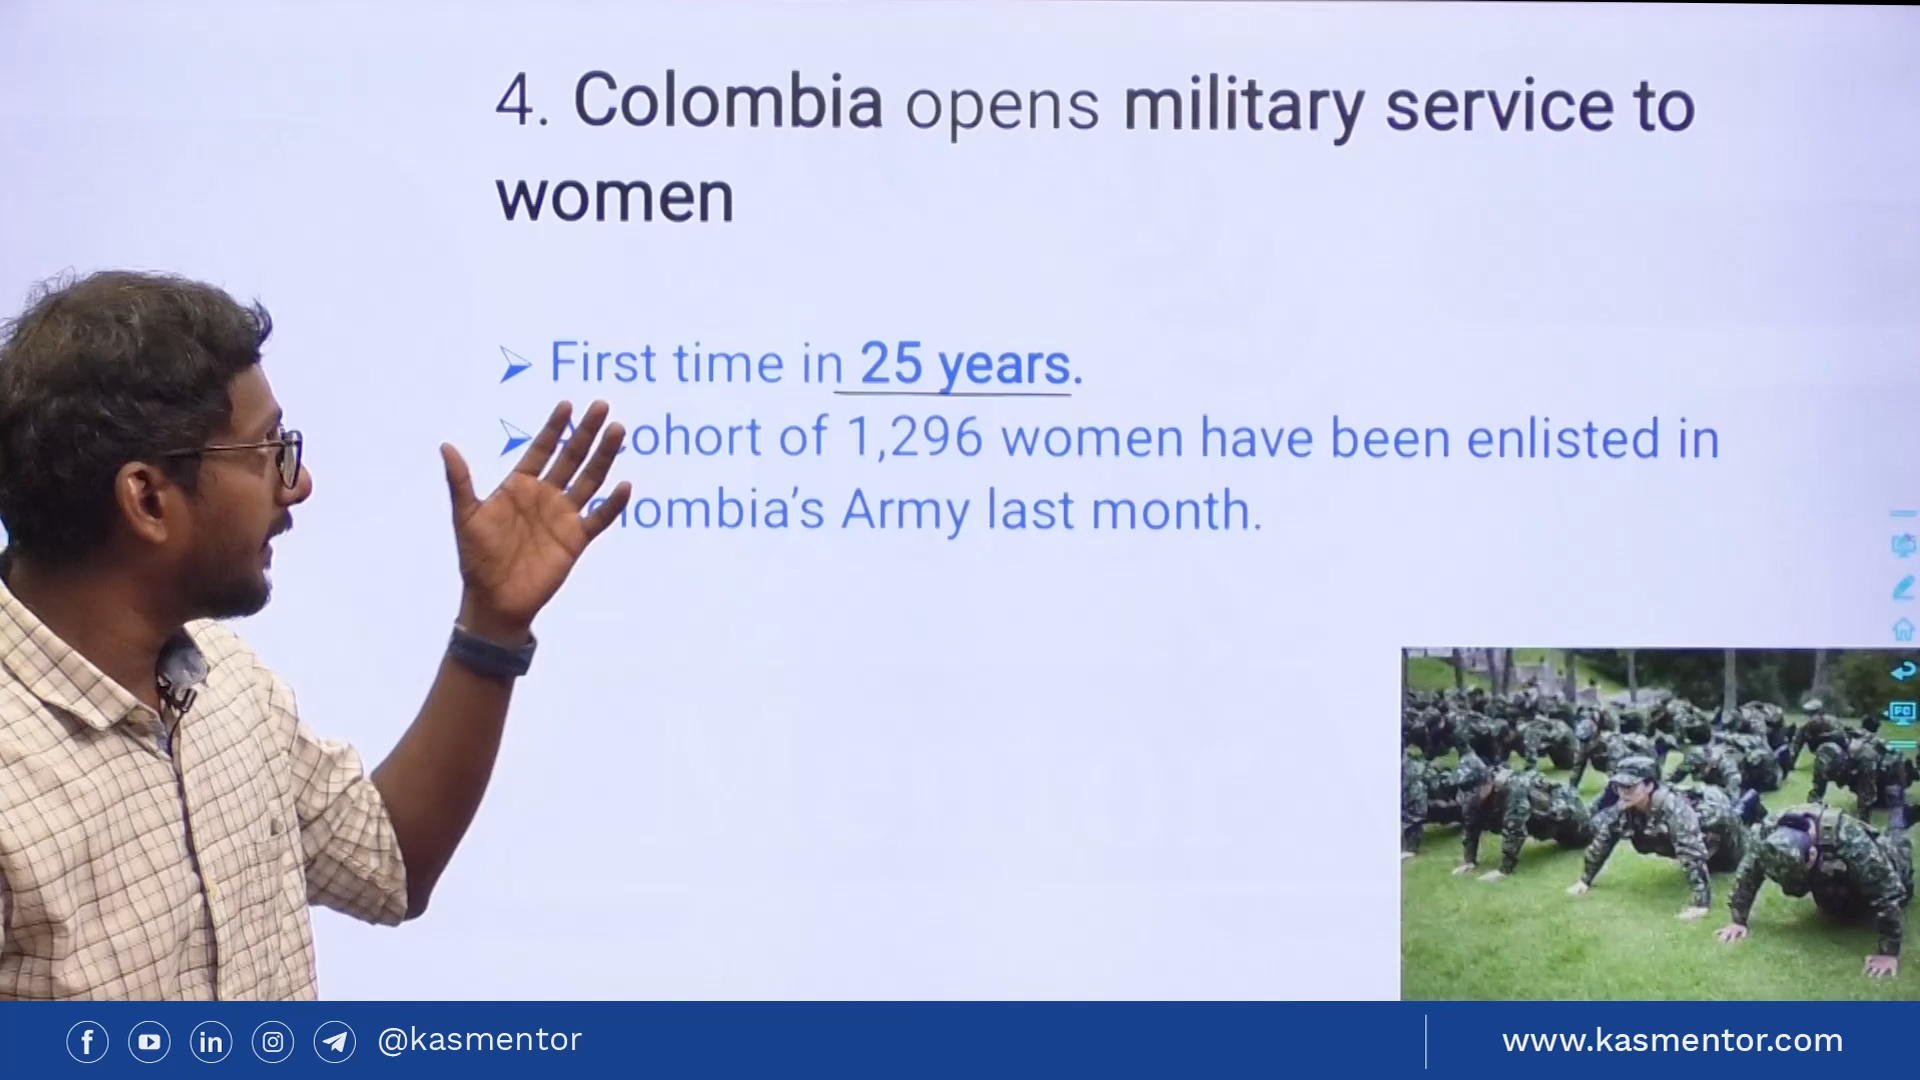 4. Colombia opens military service to
women
First time in 25 years.
cohort of 1,296 women have been enlisted in
lombia's Army last month.
@kasmentor
www.kasmentor.com